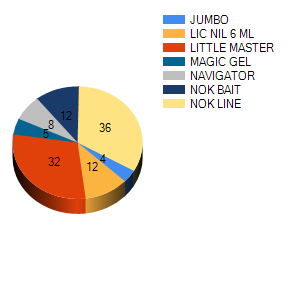 JUMBO
LIC NIL 6 ML
LITTLE MASTER
MAGIC GEL
NAVIGATOR
NOK BAIT
NOK LINE
12
36
8
5
4
32
12